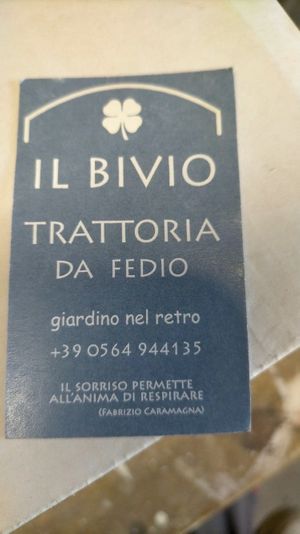 IL BIVIO
TRATTORIA
DA FEDIO
giardino nel retro
+39 0564 944135
IL SORRISO PERMETTE
ALL'ANIMA DI RESPIRARE
(FABRIZIO CARAMAGNA)